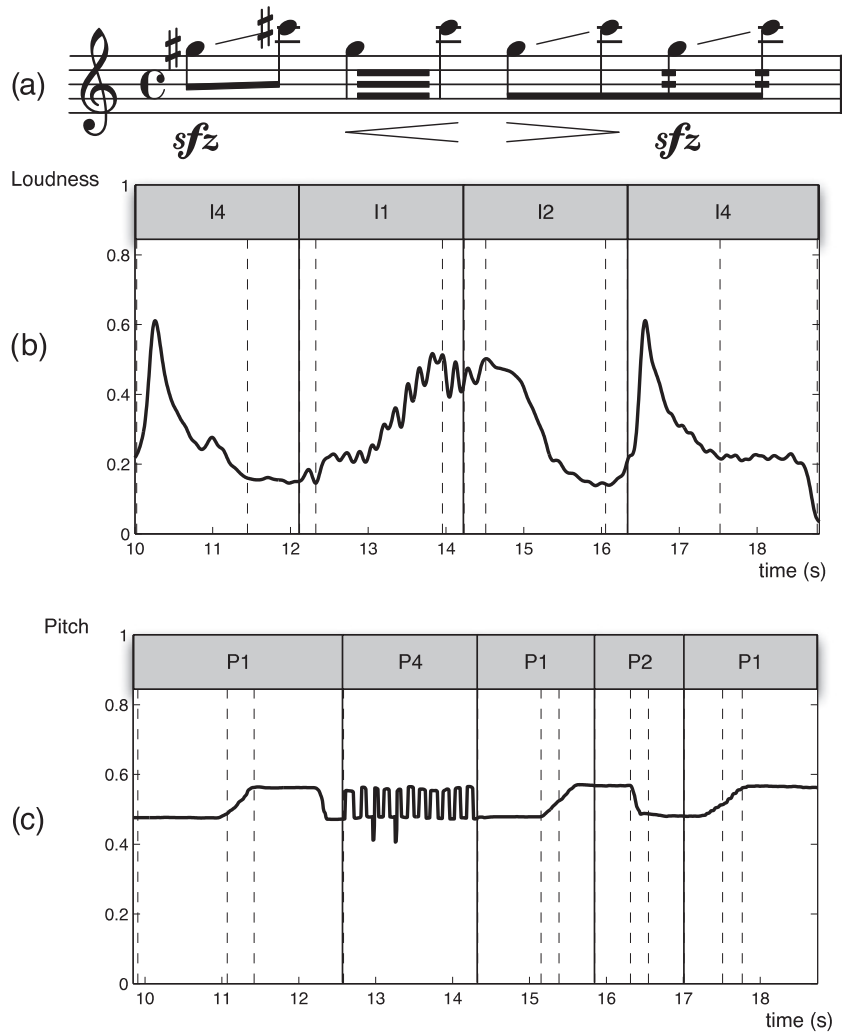 (a)
sfz sfz
Loudness
1
I4 I1 I2 I4
0.8
0.6
(b)
0.4
0.2
0
10 11 12 13 14 15 16 17 18
time (s)
Pitch
1
P1 P4 P1 P2 P1
0.8
0.6
(c)
0.4
0.2
0
10 11 12 13 14 15 16 17 18
time (s)